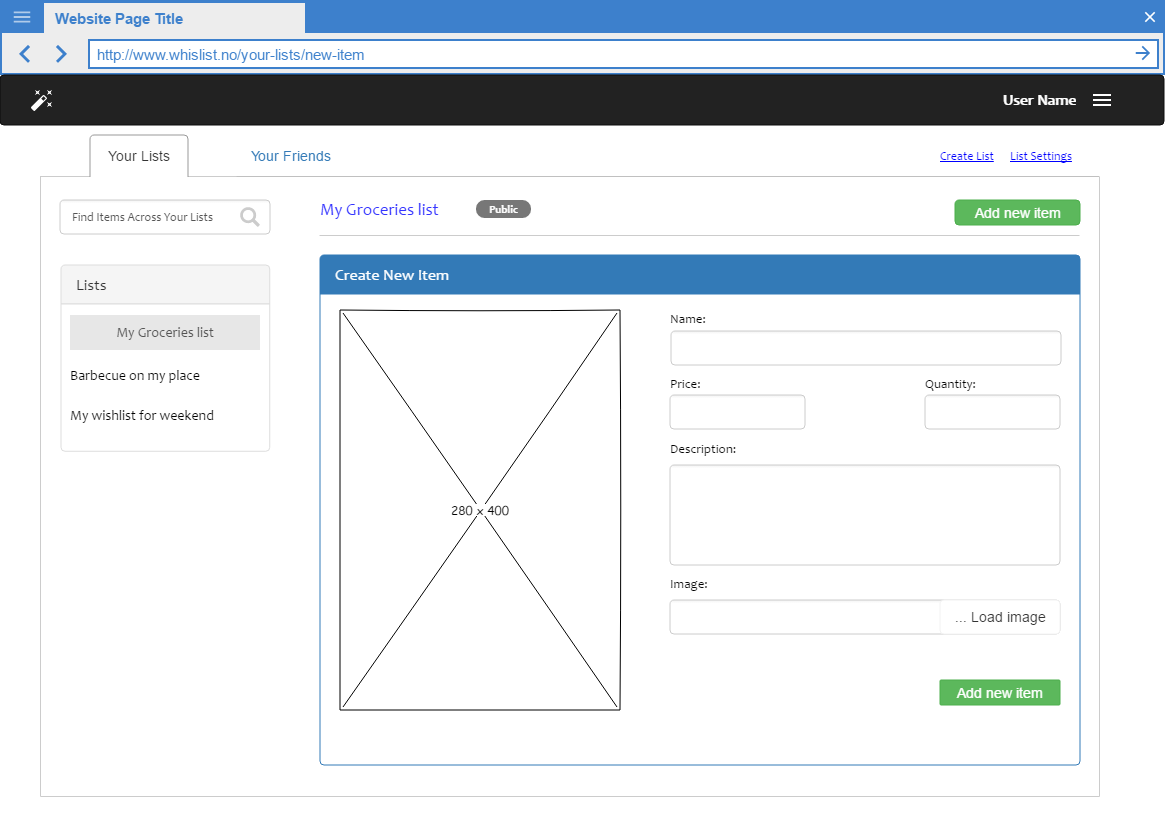 Website Page Title
http://www.whislist.no/your-lists/new-item
User Name
Your Lists
Your Friends
Create List
List Settings
Find Items Across Your Lists
My Groceries list
Public
Add new item
Lists
My Groceries list
Barbecue on my place
My wishlist for weekend
Create New Item
280 x 400
Name:
Price:
Quantity:
Description:
Image:
... Load image
Add new item